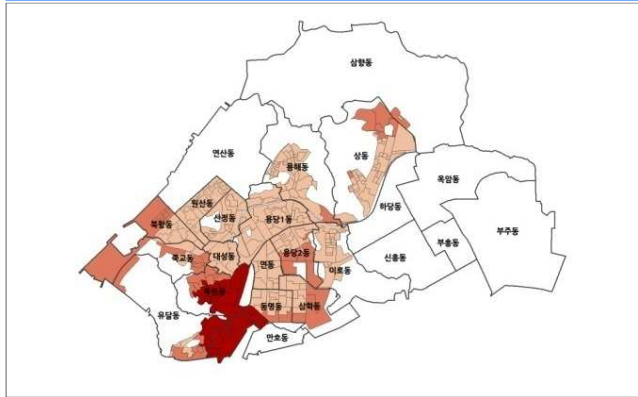 삼향동
연산동
용해동
상동
옥암동
원산동
하당동
북항동
산정동
용당1동
부주동
부흥동
죽교동
대성동
연동
용당2동
신흥동
이로동
유달동
동명동
삼학동
만호동